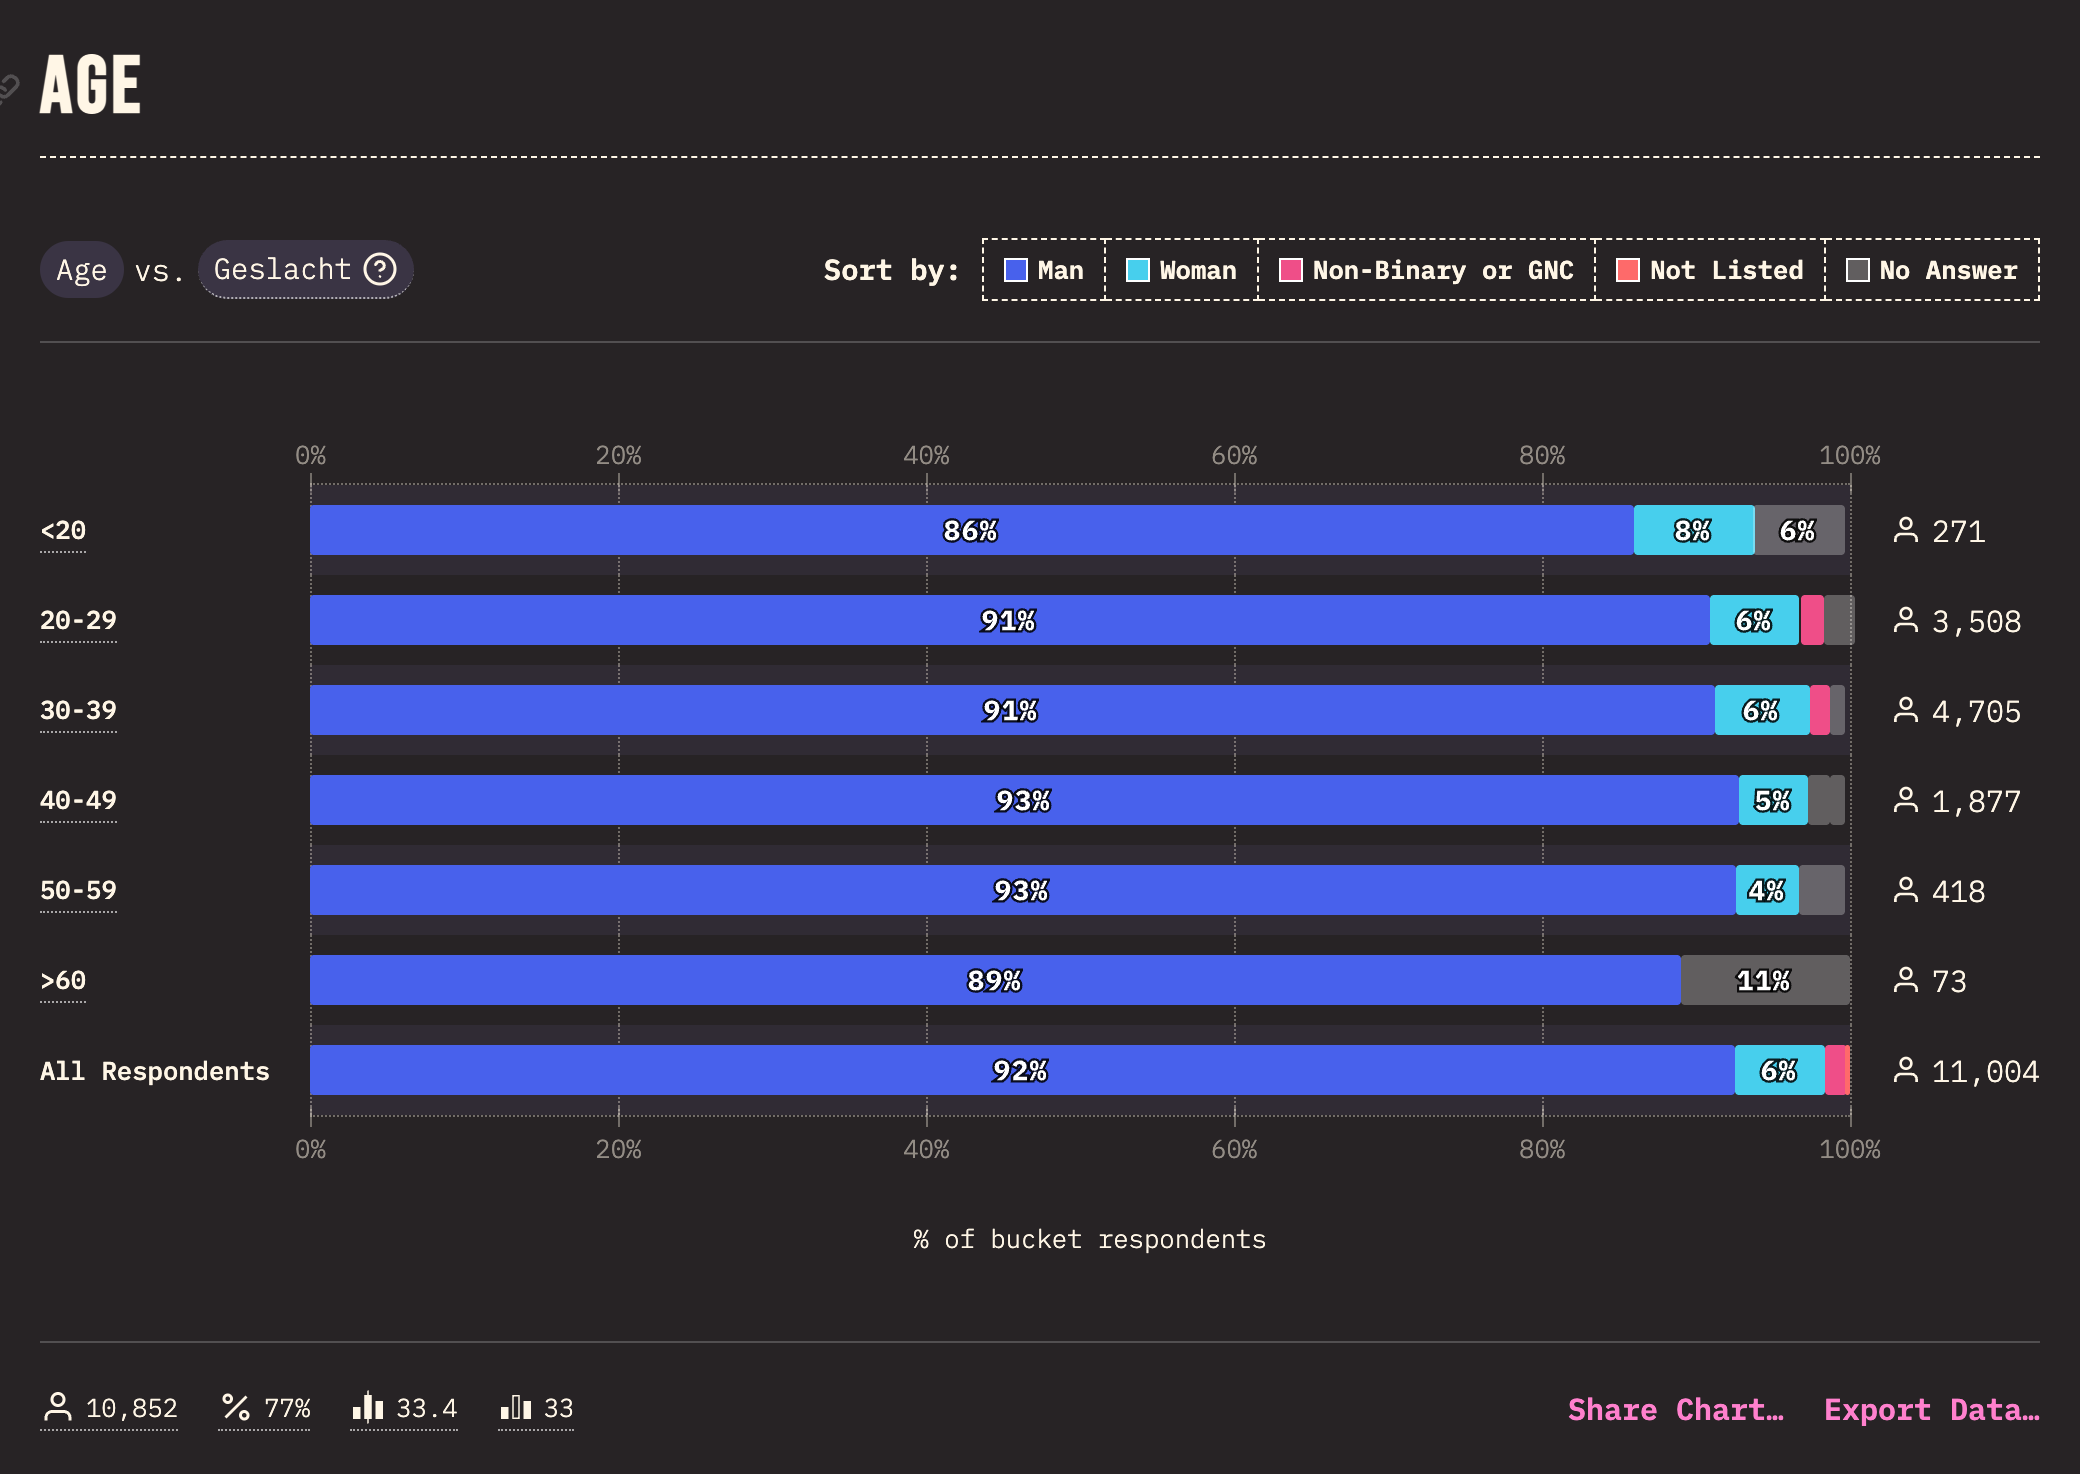 AGE
Age vs. Geslacht
Sort by: Man Woman Non-Binary or GNC Not Listed No Answer
0% 20% 40% 60% 80% 100%
<20 86% 8% 6% 271
20-29 91% 6% 3,508
30-39 91% 6% 4,705
40-49 93% 5% 1,877
50-59 93% 4% 418
>60 89% 11% 73
All Respondents 92% 6% 11,004
0% 20% 40% 60% 80% 100%
% of bucket respondents
10,852 % 77% 33.4 33 Share Chart… Export Data…